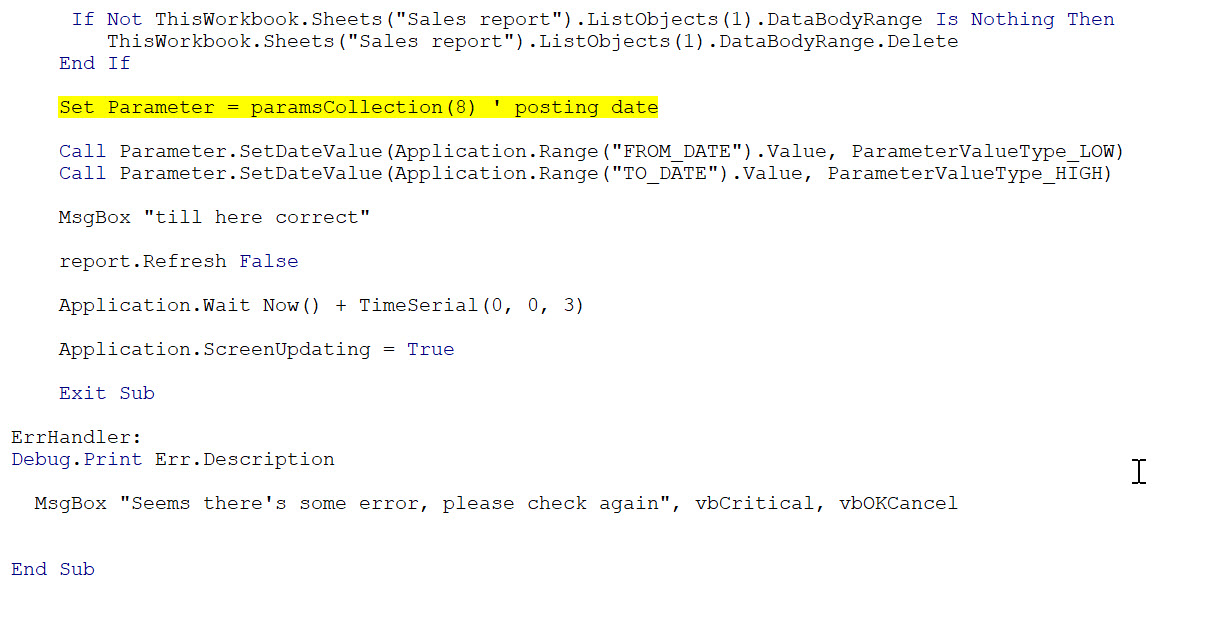 If Not ThisWorkbook.Sheets("Sales report").ListObjects(1).DataBodyRange Is Nothing Then
ThisWorkbook.Sheets("Sales report").ListObjects(1).DataBodyRange.Delete
End If
Set Parameter = paramsCollection(8) ' posting date
Call Parameter.SetDateValue(Application.Range("FROM_DATE").Value, ParameterValueType_LOW)
Call Parameter.SetDateValue(Application.Range("TO_DATE").Value, ParameterValueType_HIGH)
MsgBox "till here correct"
report.Refresh False
Application.Wait Now() + TimeSerial(0, 0, 3)
Application.ScreenUpdating = True
Exit Sub
ErrHandler:
Debug.Print Err.Description
MsgBox "Seems there's some error, please check again", vbCritical, vbOKCancel
End Sub